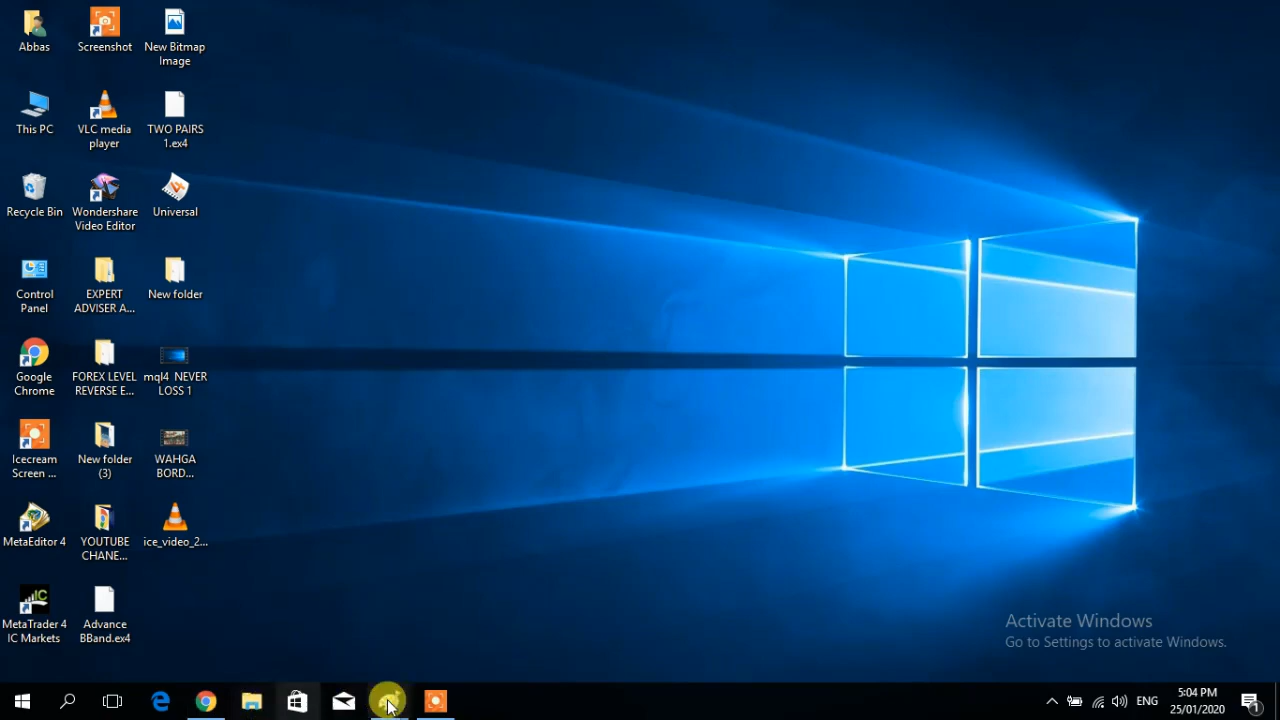 Abbas
Screenshot
New Bitmap
Image
This PC
VLC media
player
TWO PAIRS
1.ex4
Recycle Bin
Wondershare
Video Editor
Universal
Control
Panel
EXPERT
ADVISER A...
New folder
Google
Chrome
FOREX LEVEL
REVERSE E...
mql4 NEVER
LOSS 1
Icecream
Screen ...
New folder
(3)
WAHGA
BORD...
MetaEditor 4
YOUTUBE
CHANE...
ice_video_2...
IC
MetaTrader 4
IC Markets
Advance
BBand.ex4
Activate Windows
Go to Settings to activate Windows.
ENG
5:04 PM
25/01/2020
1